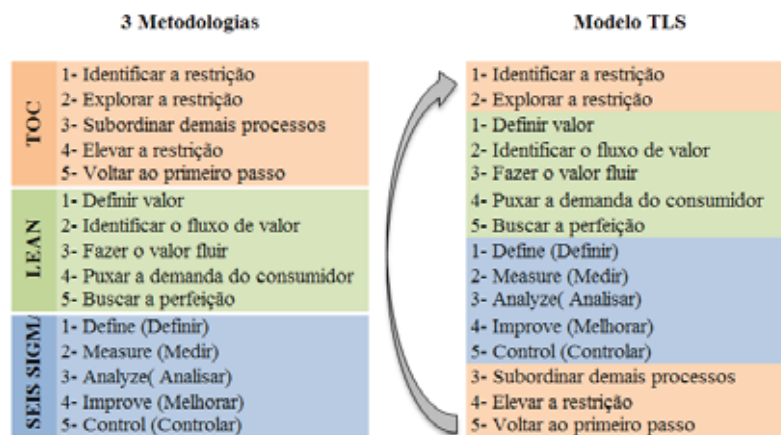 3 Metodologias
TOC
1- Identificar a restrição
2- Explorar a restrição
3- Subordinar demais processos
4- Elevar a restrição
5- Voltar ao primeiro passo
LEAN
1- Definir valor
2- Identificar o fluxo de valor
3- Fazer o valor fluir
4- Puxar a demanda do consumidor
5- Buscar a perfeição
SEIS SIGMA
1- Define (Definir)
2- Measure (Medir)
3- Analyze( Analisar)
4- Improve (Melhorar)
5- Control (Controlar)
Modelo TLS
1- Identificar a restrição
2- Explorar a restrição
1- Definir valor
2- Identificar o fluxo de valor
3- Fazer o valor fluir
4- Puxar a demanda do consumidor
5- Buscar a perfeição
1- Define (Definir)
2- Measure (Medir)
3- Analyze( Analisar)
4- Improve (Melhorar)
5- Control (Controlar)
3- Subordinar demais processos
4- Elevar a restrição
5- Voltar ao primeiro passo